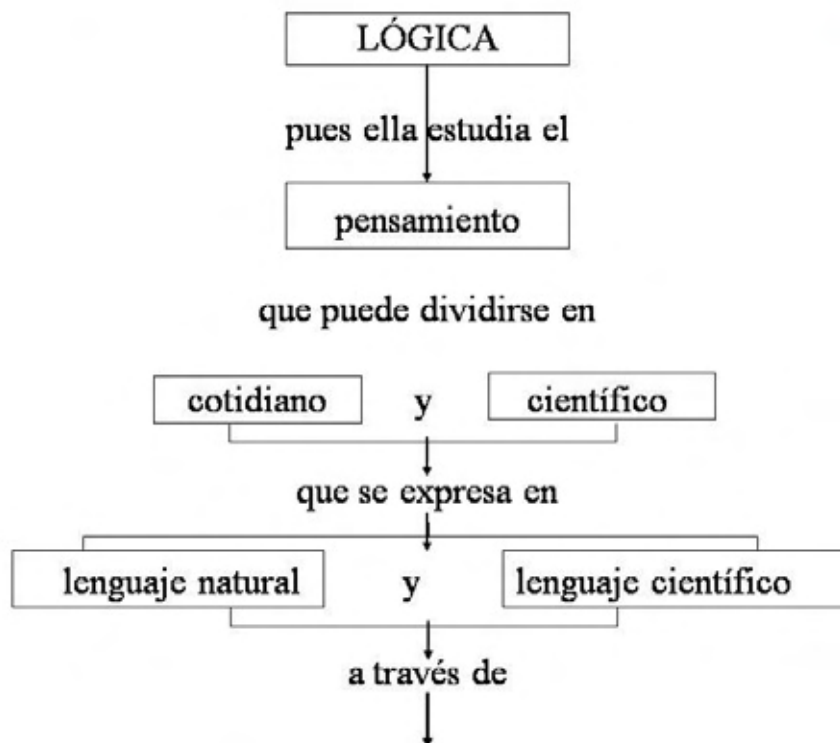 LÓGICA
pues ella estudia el
pensamiento
que puede dividirse en
cotidiano y científico
que se expresa en
lenguaje natural y lenguaje científico
a través de